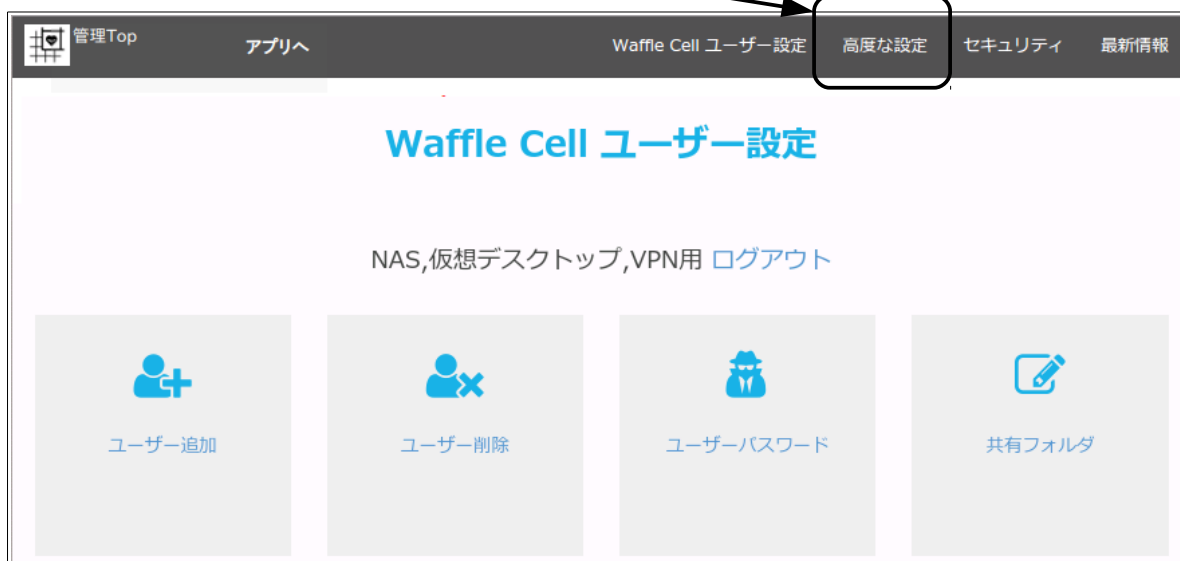 管理Top アプリへ Waffle Cell ユーザー設定 高度な設定 セキュリティ 最新情報
Waffle Cell ユーザー設定
NAS,仮想デスクトップ,VPN用 ログアウト
ユーザー追加 ユーザー削除 ユーザーパスワード 共有フォルダ